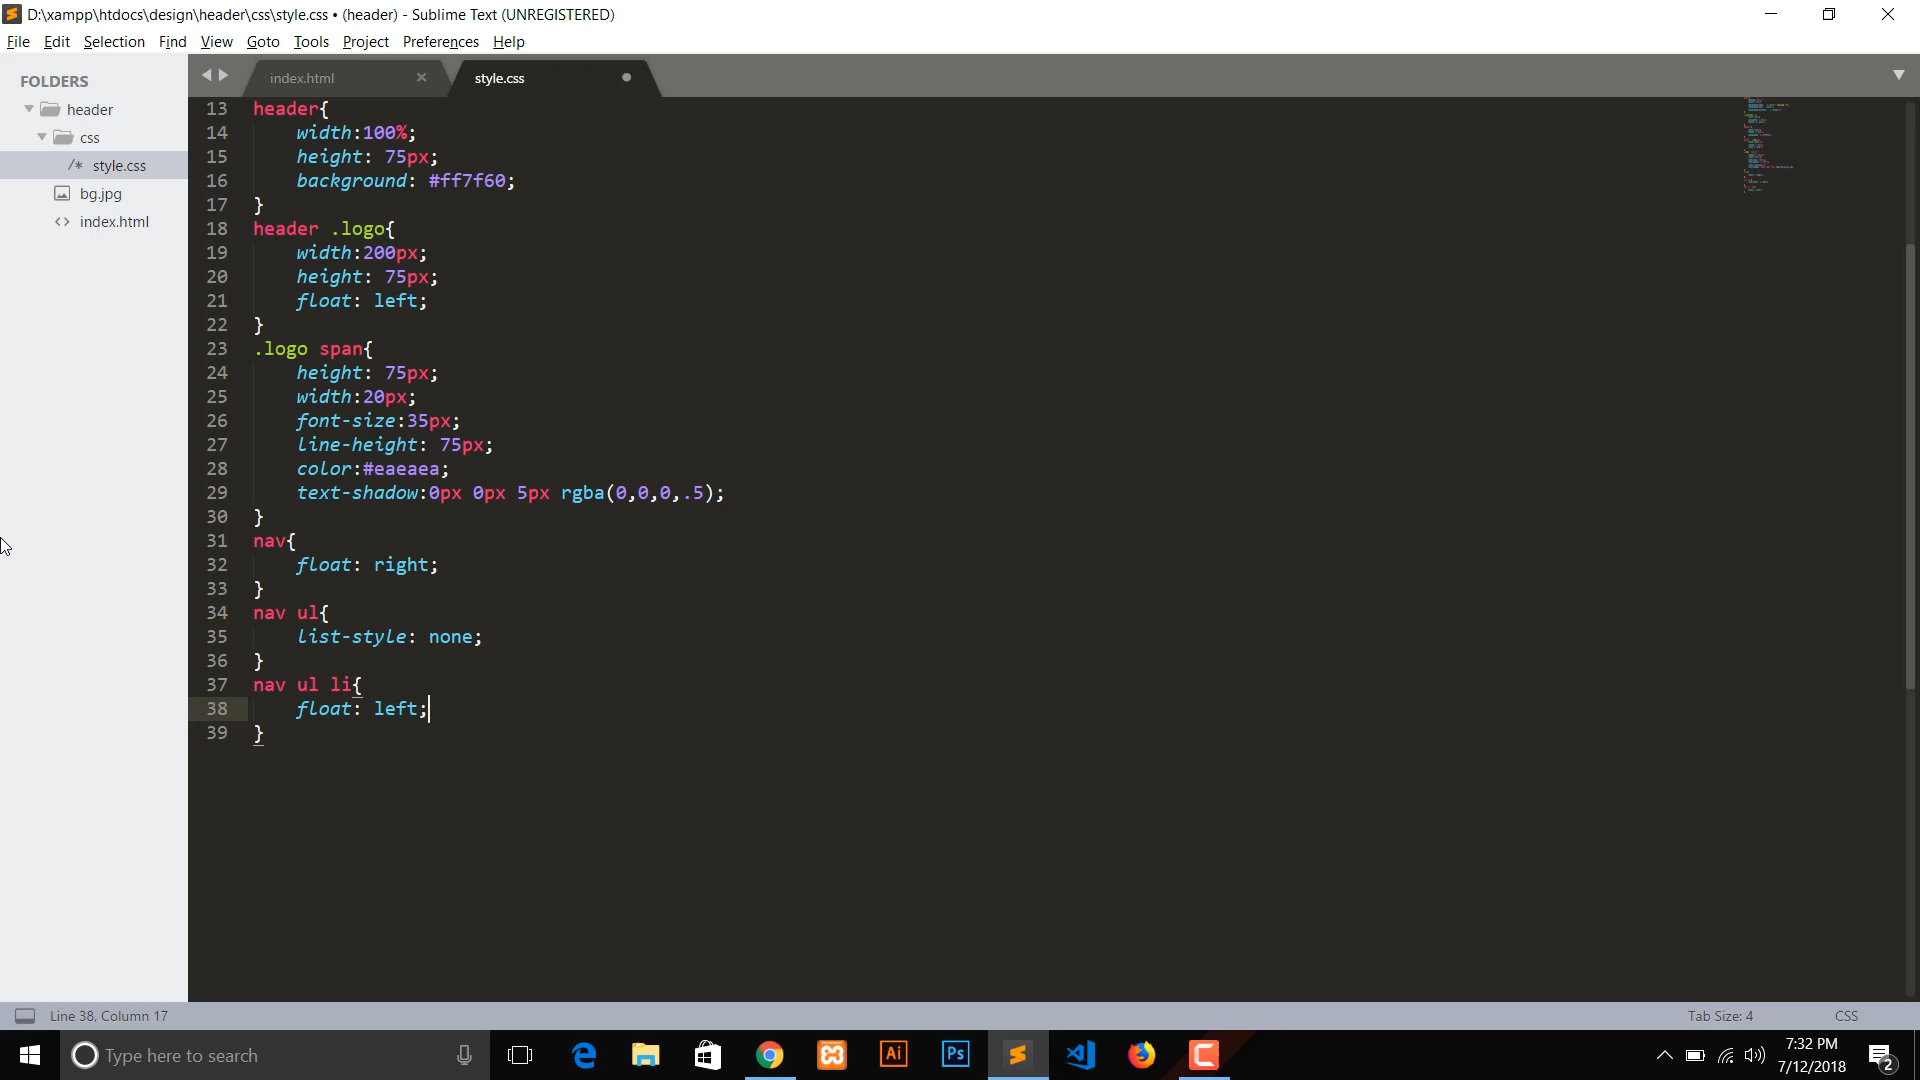 D:\xampp\htdocs\design\header\css\style.css • (header) - Sublime Text (UNREGISTERED)
File Edit Selection Find View Goto Tools Project Preferences Help
FOLDERS
header
css
/* style.css
bg.jpg
<> index.html
index.html ×
style.css
13 header{
14 width:100%;
15 height: 75px;
16 background: #ff7f60;
17 }
18 header .logo{
19 width:200px;
20 height: 75px;
21 float: left;
22 }
23 .logo span{
24 height: 75px;
25 width:20px;
26 font-size:35px;
27 line-height: 75px;
28 color:#eaeaea;
29 text-shadow:0px 0px 5px rgba(0,0,0,.5);
30 }
31 nav{
32 float: right;
33 }
34 nav ul{
35 list-style: none;
36 }
37 nav ul li{
38 float: left;
39 }
Line 38, Column 17
Tab Size: 4
CSS
Type here to search
Ai
Ps
7:32 PM
7/12/2018
2